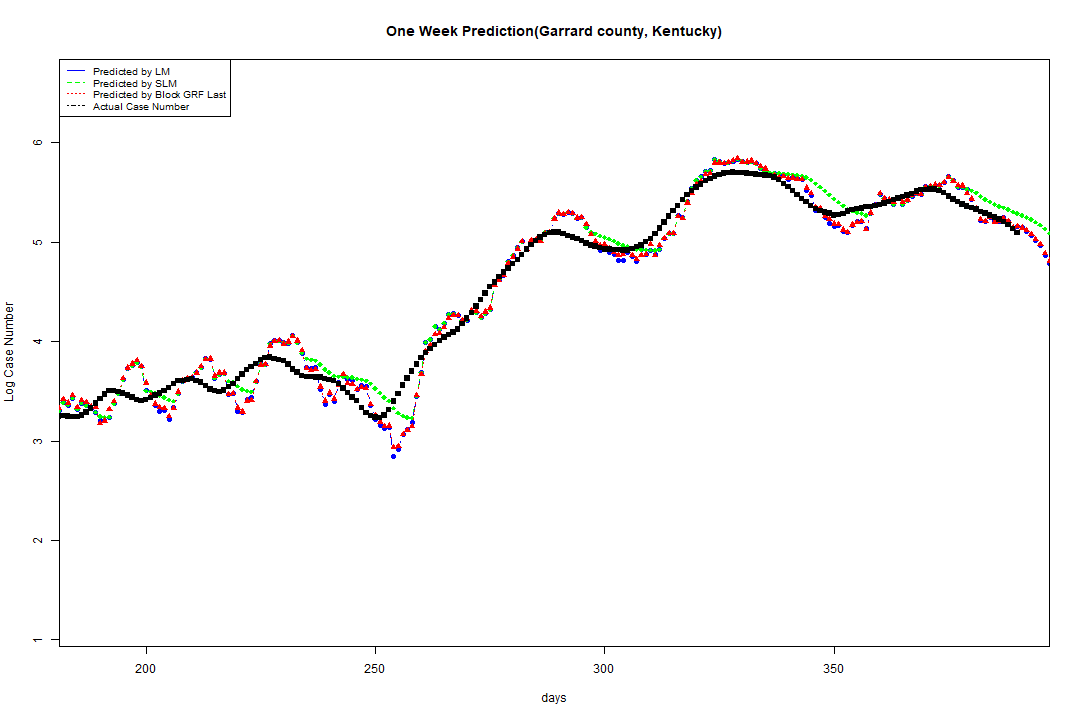 One Week Prediction(Garrard county, Kentucky)
Predicted by LM
Predicted by SLM
Predicted by Block GRF Last
Actual Case Number
6
5
4
3
2
1
Log Case Number
200
250
300
350
days